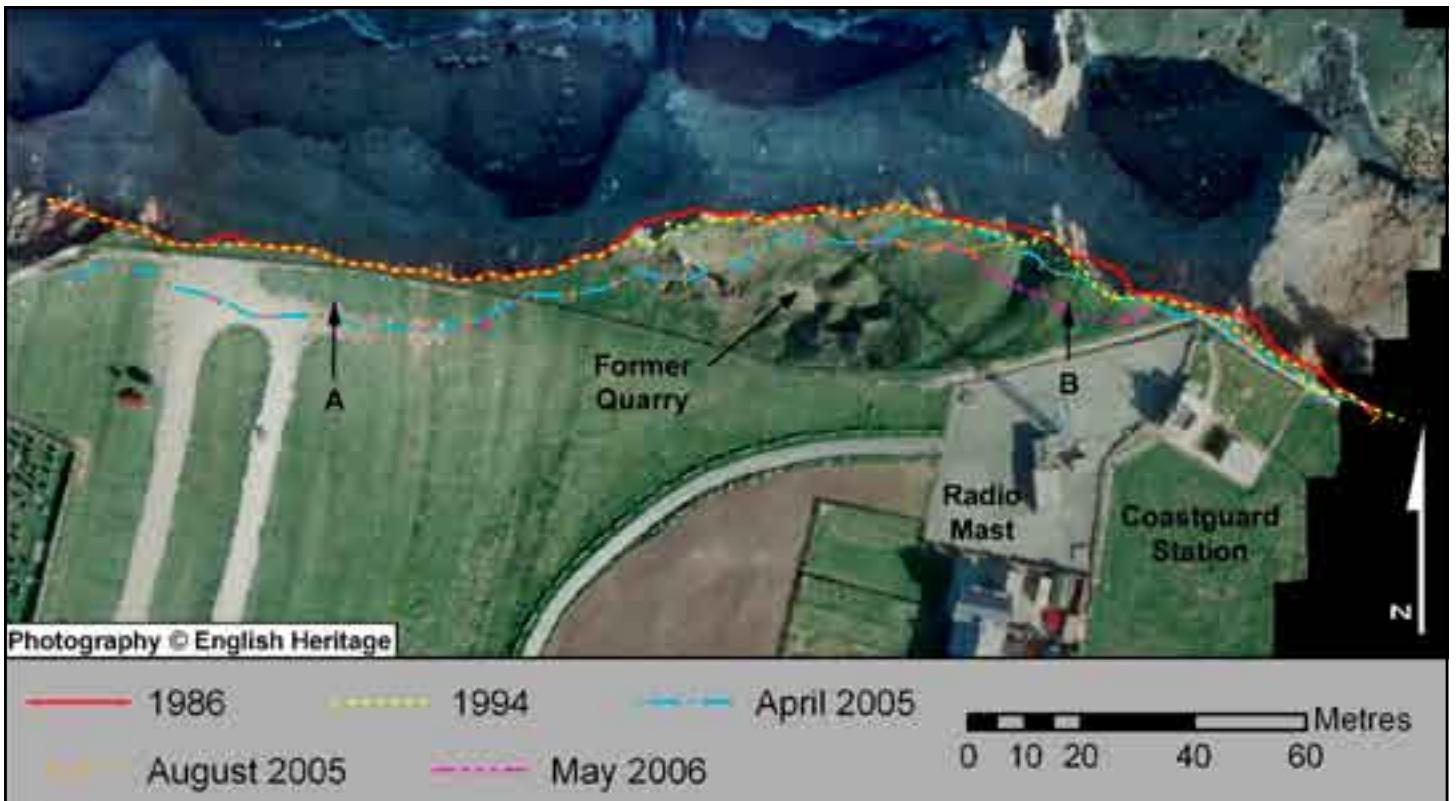 A
Former
Quarry
B
Radio
Mast
Coastguard
Station
N
Photography © English Heritage
1986
1994
April 2005
August 2005
May 2006
Metres
0 10 20 40 60